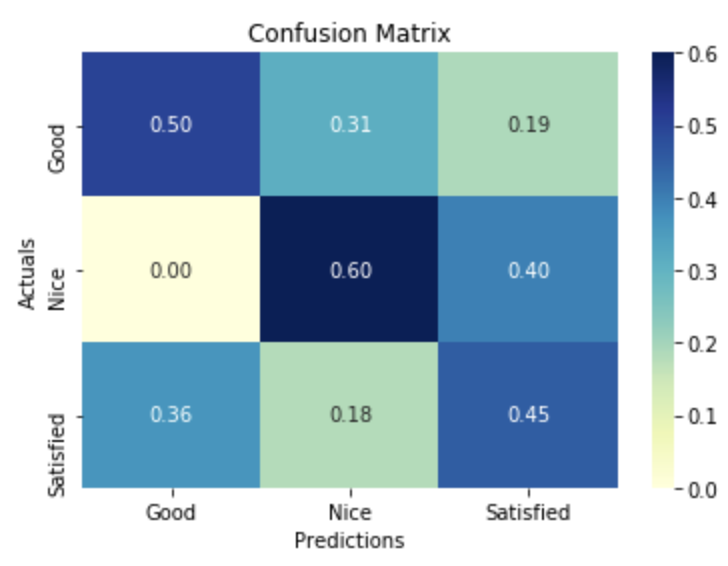 Confusion Matrix
Good
0.50
0.31
0.19
Actuals
Nice
0.00
0.60
0.40
Satisfied
0.36
0.18
0.45
Good
Nice
Satisfied
Predictions
0.6
0.5
0.4
0.3
0.2
0.1
0.0